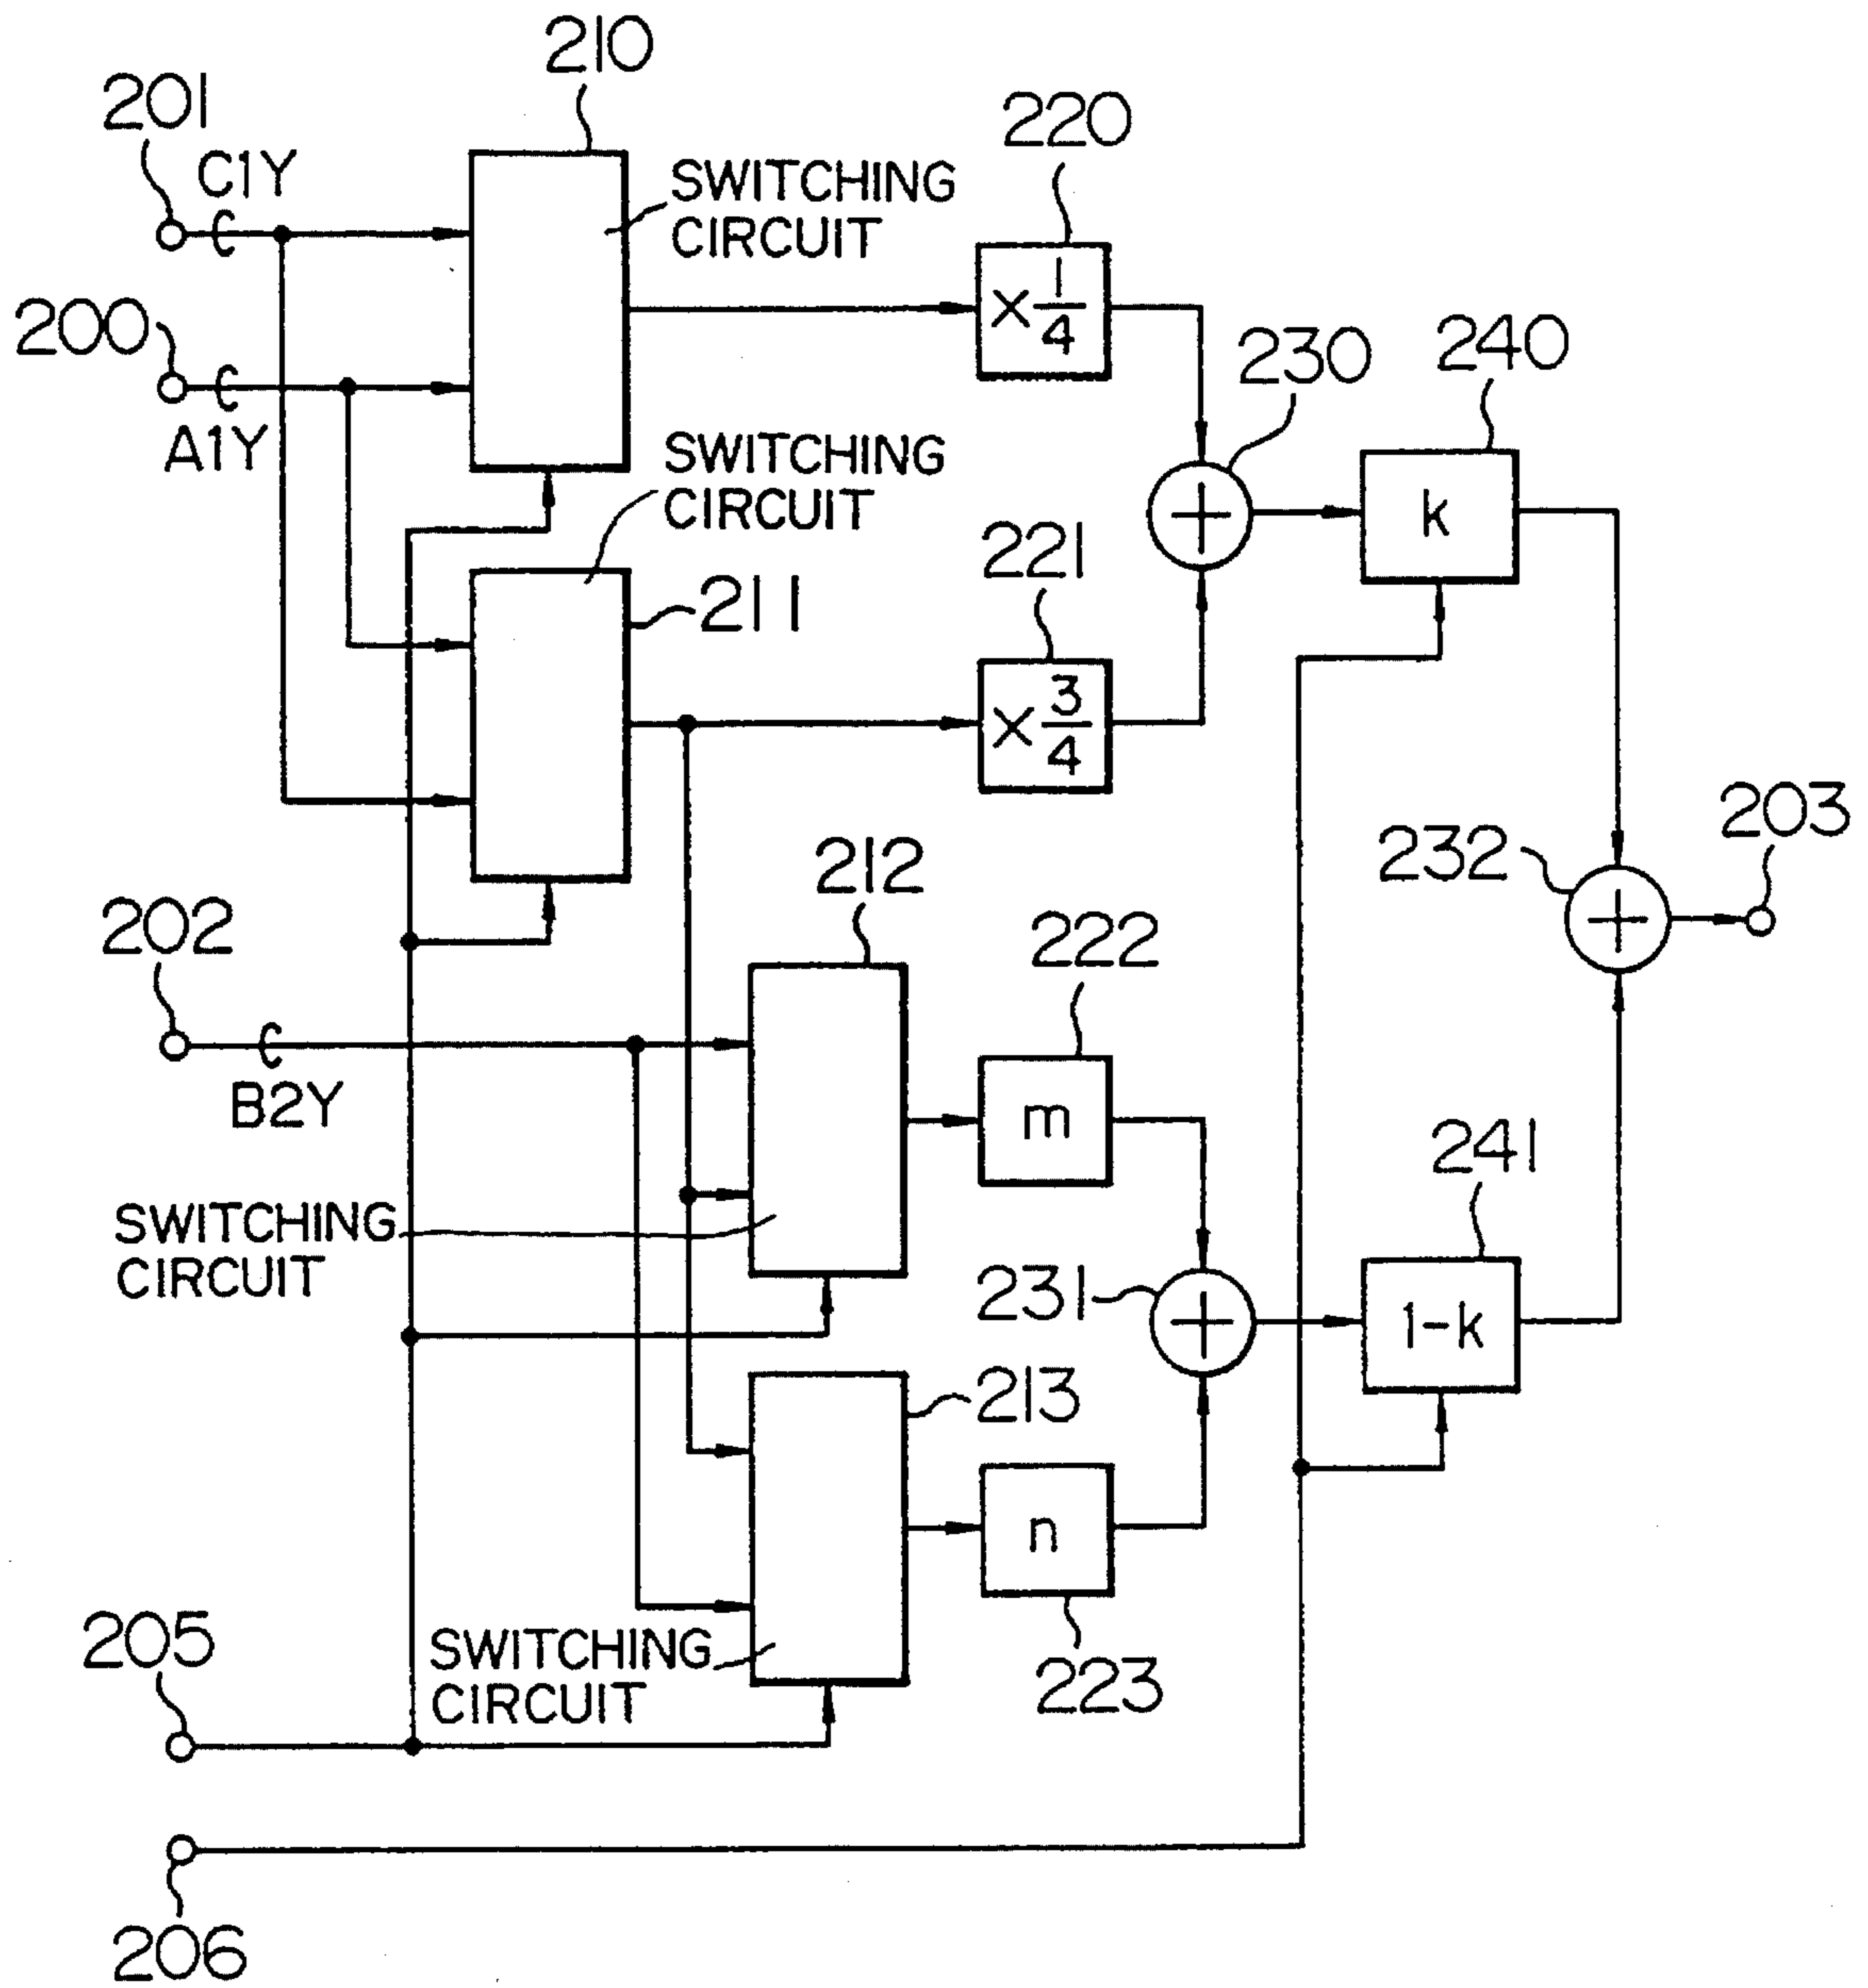 210
201
C1Y
220
SWITCHING
CIRCUIT
× 1/4
200
A1Y
230
240
SWITCHING
CIRCUIT
k
221
211
× 3/4
203
232
212
202
222
B2Y
m
241
SWITCHING
CIRCUIT
231
1-k
213
n
205
SWITCHING
CIRCUIT
223
206